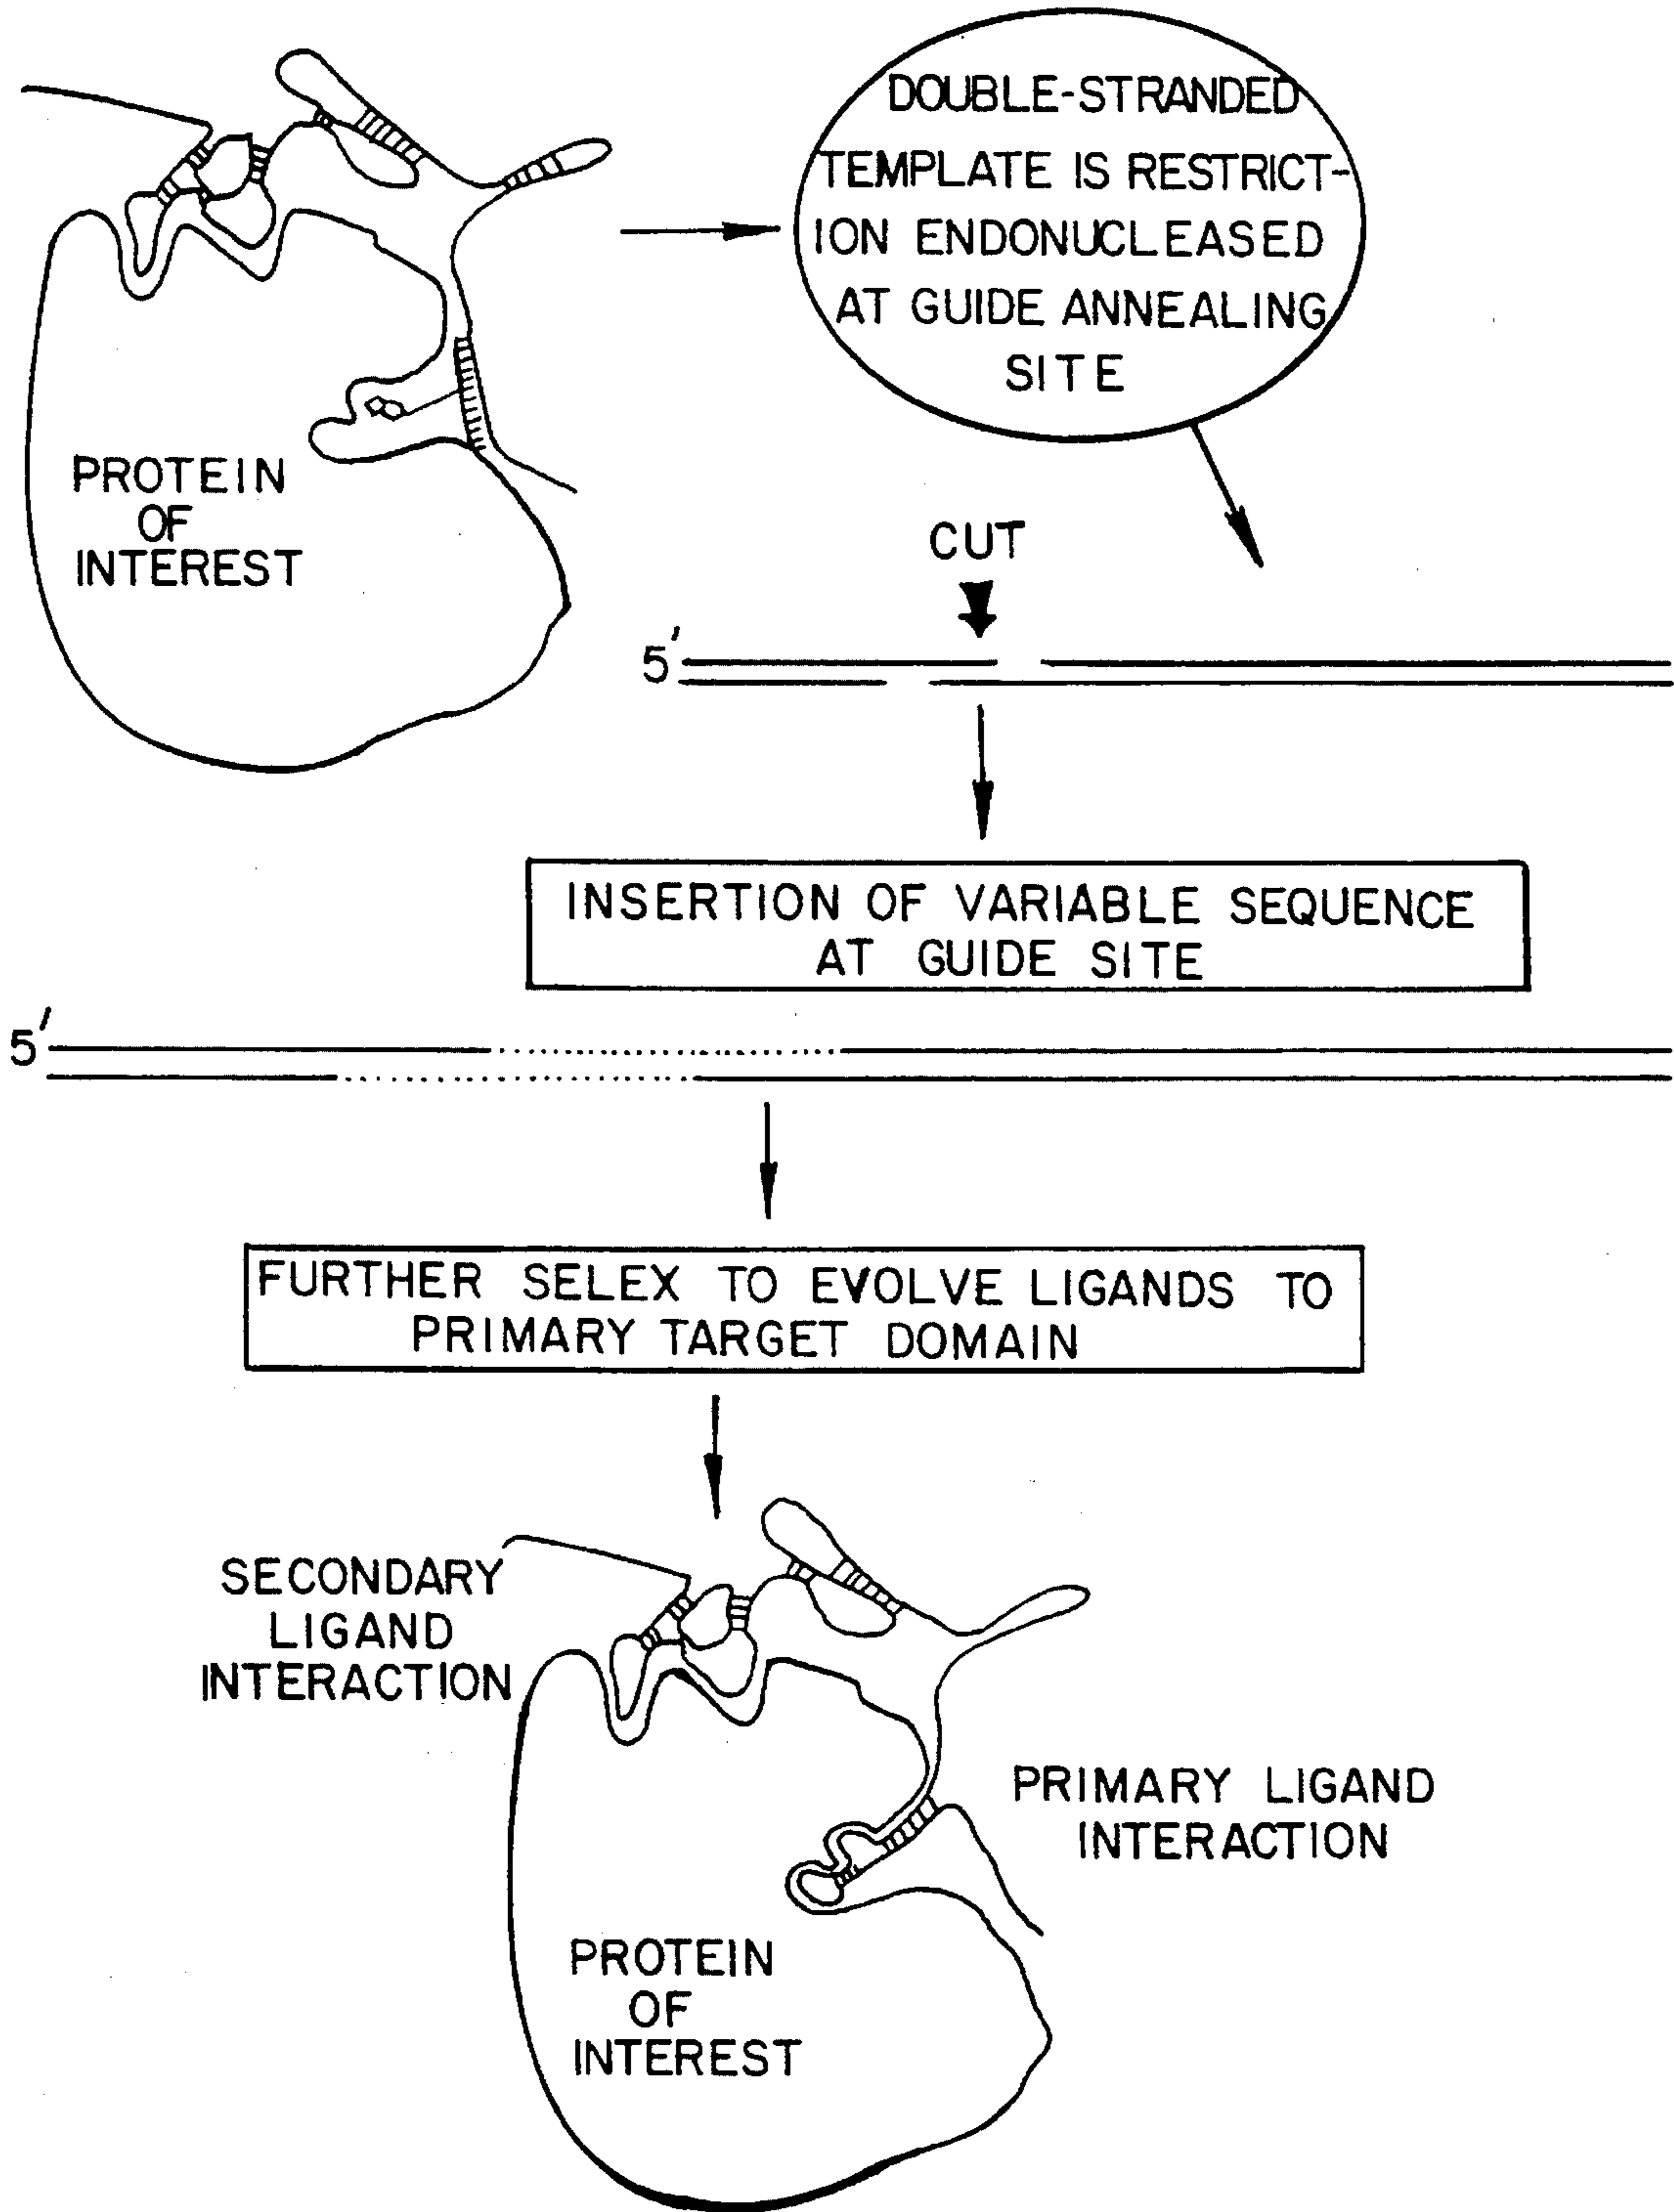 DOUBLE-STRANDED
TEMPLATE IS RESTRICT-
ION ENDONUCLEASED
AT GUIDE ANNEALING
SITE
PROTEIN
OF
INTEREST
CUT
5'
INSERTION OF VARIABLE SEQUENCE
AT GUIDE SITE
5'
FURTHER SELEX TO EVOLVE LIGANDS TO
PRIMARY TARGET DOMAIN
SECONDARY
LIGAND
INTERACTION
PRIMARY LIGAND
INTERACTION
PROTEIN
OF
INTEREST